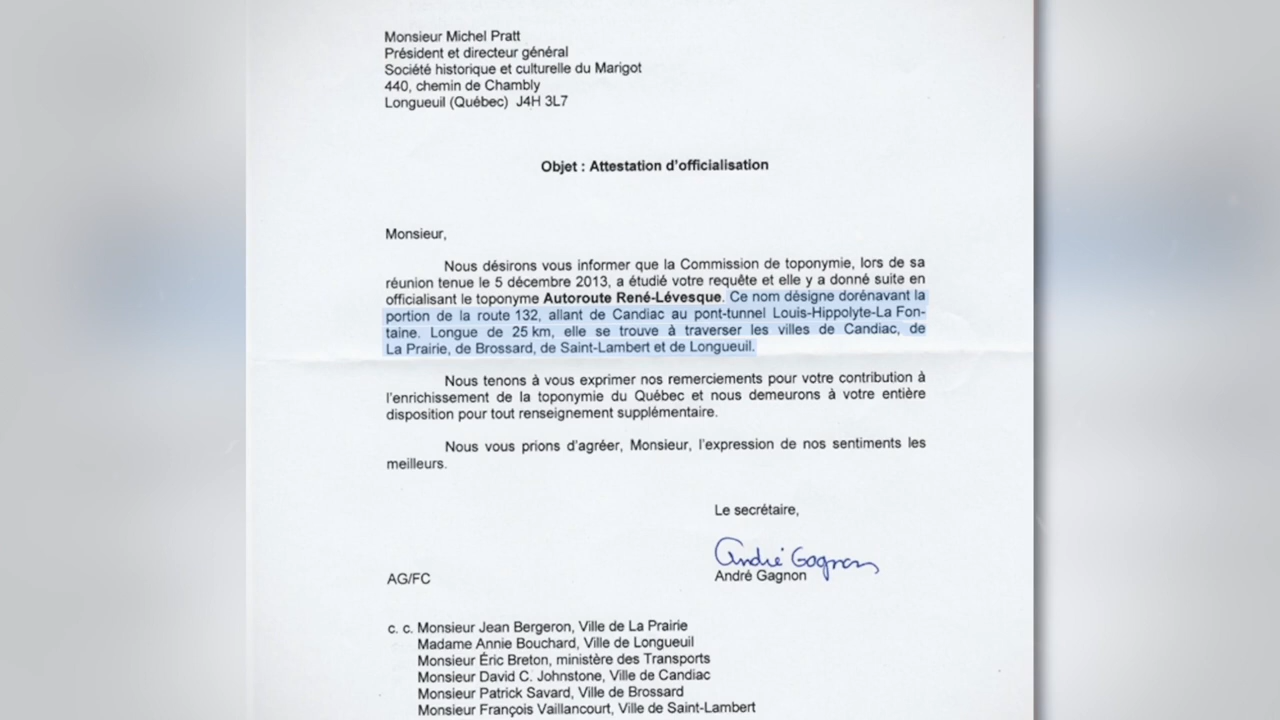 Monsieur Michel Pratt
Président et directeur général
Société historique et culturelle du Marigot
440, chemin de Chambly
Longueuil (Québec) J4H 3L7
Objet : Attestation d'officialisation
Monsieur,
Nous désirons vous informer que la Commission de toponymie, lors de sa
réunion tenue le 5 décembre 2013, a étudié votre requête et elle y a donné suite en
officialisant le toponyme Autoroute René-Lévesque. Ce nom désigne dorénavant la
portion de la route 132, allant de Candiac au pont-tunnel Louis-Hippolyte-La Fon-
taine. Longue de 25 km, elle se trouve à traverser les villes de Candiac, de
La Prairie, de Brossard, de Saint-Lambert et de Longueuil.
Nous tenons à vous exprimer nos remerciements pour votre contribution à
l'enrichissement de la toponymie du Québec et nous demeurons à votre entière
disposition pour tout renseignement supplémentaire.
Nous vous prions d'agréer, Monsieur, l'expression de nos sentiments les
meilleurs.
Le secrétaire,
André Gagnon
André Gagnon
AG/FC
c. c. Monsieur Jean Bergeron, Ville de La Prairie
Madame Annie Bouchard, Ville de Longueuil
Monsieur Éric Breton, ministère des Transports
Monsieur David C. Johnstone, Ville de Candiac
Monsieur Patrick Savard, Ville de Brossard
Monsieur François Vaillancourt, Ville de Saint-Lambert